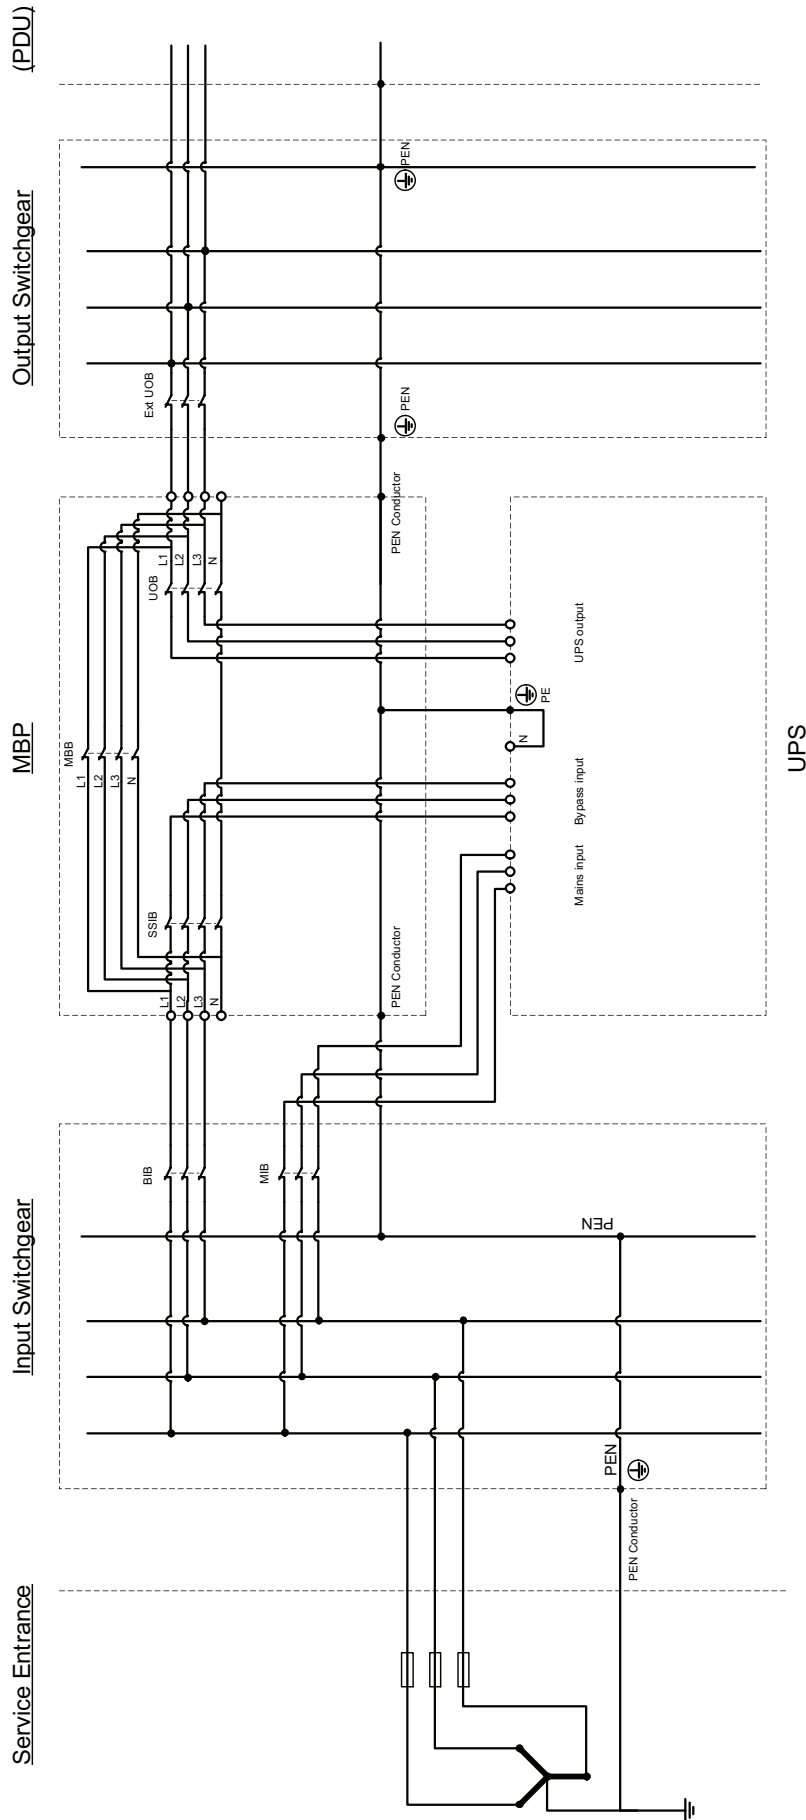 (PDU)
Output Switchgear
MBP
Input Switchgear
Service Entrance
PEN
Ext UOB
PEN
PEN Conductor
L1
L2
L3
N
UOB
UPS output
PE
N
MBB
L1
L2
L3
N
Bypass input
Mains input
UPS
SSIB
L1
L2
L3
N
PEN Conductor
BIB
MIB
PEN
PEN
PEN Conductor